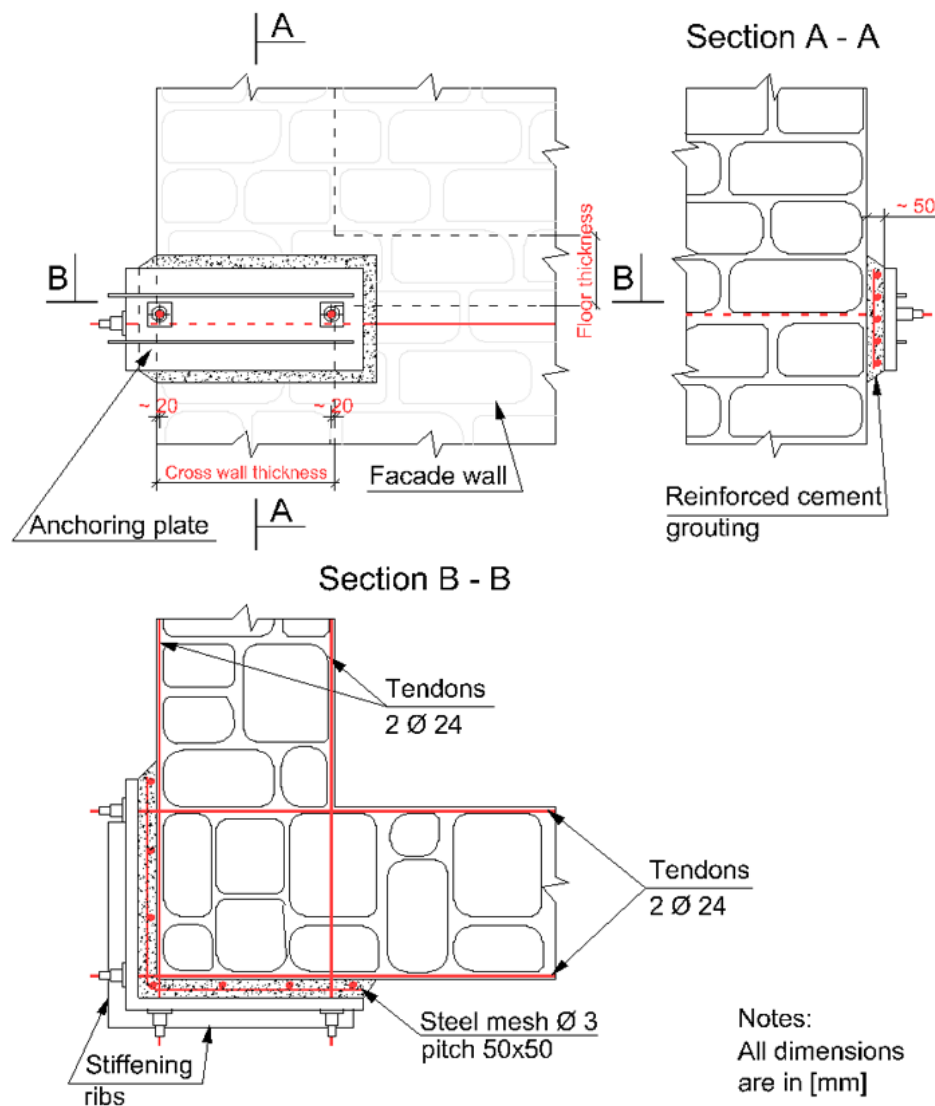 A
Section A - A
~ 50
B
B
Floor thickness
~ 20
~ 20
Cross wall thickness
Facade wall
Anchoring plate
A
Reinforced cement
grouting
Section B - B
Tendons
2 Ø 24
Tendons
2 Ø 24
Steel mesh Ø 3
pitch 50x50
Stiffening
ribs
Notes:
All dimensions
are in [mm]